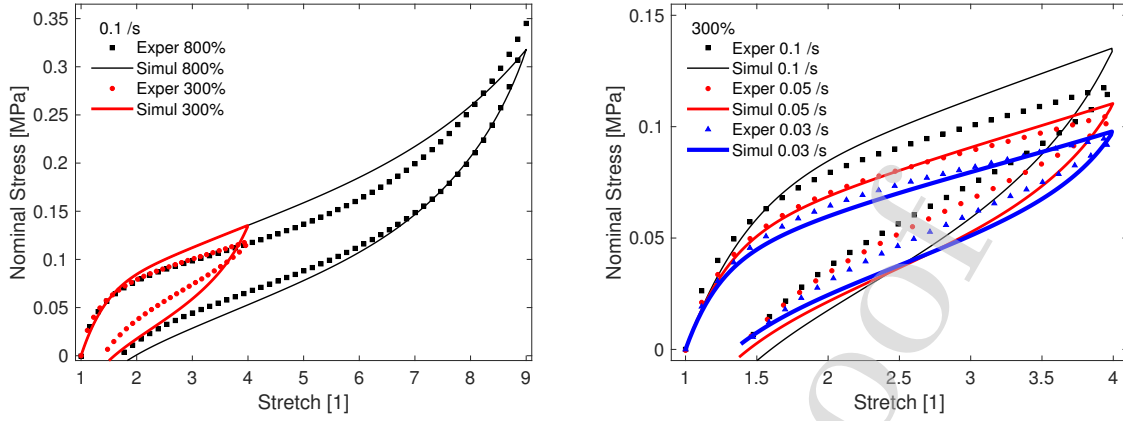 0.1 /s
Exper 800%
Simul 800%
Exper 300%
Simul 300%
0.35
0.3
0.25
0.2
0.15
0.1
0.05
0
Nominal Stress [MPa]
1 2 3 4 5 6 7 8 9
Stretch [1]
300%
Exper 0.1 /s
Simul 0.1 /s
Exper 0.05 /s
Simul 0.05 /s
Exper 0.03 /s
Simul 0.03 /s
0.15
0.1
0.05
0
Nominal Stress [MPa]
1 1.5 2 2.5 3 3.5 4
Stretch [1]
oof